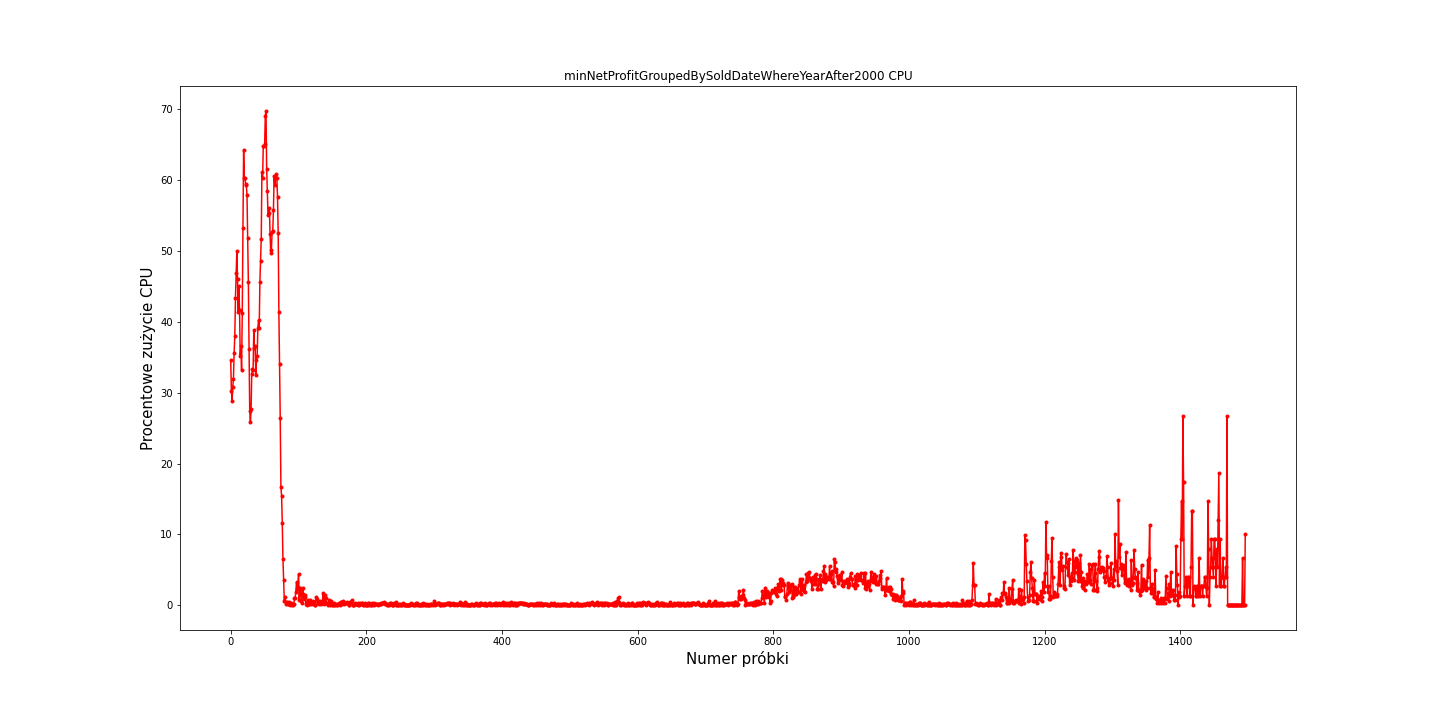 minNetProfitGroupedBySoldDateWhereYearAfter2000 CPU
Procentowe zużycie CPU
70
60
50
40
30
20
10
0
0 200 400 600 800 1000 1200 1400
Numer próbki